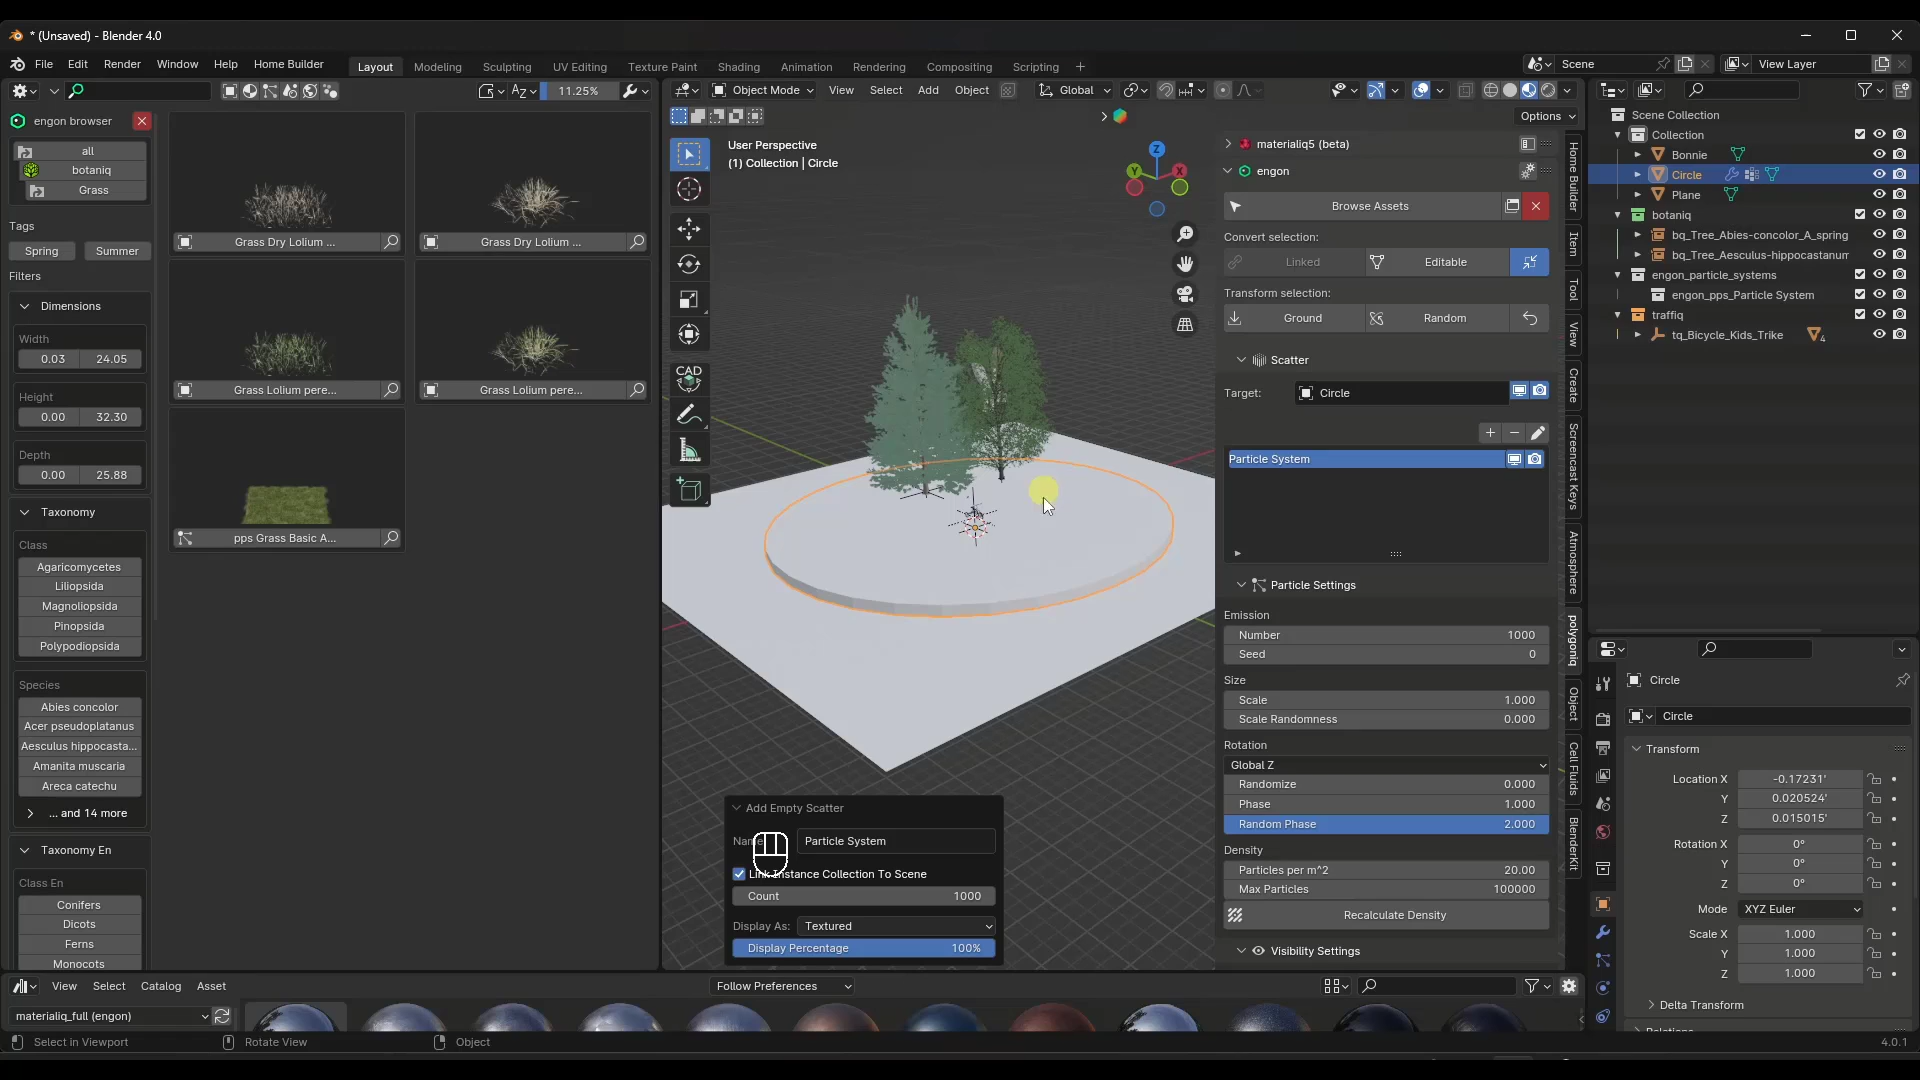 * (Unsaved) - Blender 4.0
File Edit Render Window Help Home Builder
Layout Modeling Sculpting UV Editing Texture Paint Shading Animation Rendering Compositing Scripting +
Scene
View Layer
11.25%
engon browser
all
botaniq
Grass
Tags
Spring Summer
Filters
Dimensions
Width
0.03 24.05
Height
0.00 32.30
Depth
0.00 25.88
Taxonomy
Class
Agaricomycetes
Liliopsida
Magnoliopsida
Pinopsida
Polypodiopsida
Species
Abies concolor
Acer pseudoplatanus
Aesculus hippocasta...
Amanita muscaria
Areca catechu
... and 14 more
Taxonomy En
Class En
Conifers
Dicots
Ferns
Monocots
Grass Dry Lolium ...
Grass Dry Lolium ...
Grass Lolium pere...
Grass Lolium pere...
pps Grass Basic A...
Object Mode View Select Add Object Global
Options
User Perspective
(1) Collection | Circle
CAD
Z
Y
X
Add Empty Scatter
Particle System
Link Instance Collection To Scene
Count 1000
Display As: Textured
Display Percentage 100%
materialiq5 (beta)
engon
Browse Assets
Convert selection:
Linked Editable
Transform selection:
Ground Random
Scatter
Target: Circle
Particle System
Particle Settings
Emission
Number 1000
Seed 0
Size
Scale 1.000
Scale Randomness 0.000
Rotation
Global Z
Randomize 0.000
Phase 1.000
Random Phase 2.000
Density
Particles per m^2 20.00
Max Particles 100000
Recalculate Density
Visibility Settings
Home Builder
Item
Tool
View
Create
Screencast Keys
Atmosphere
polygoniq
Object
Cell Fluids
BlenderKit
Scene Collection
Collection
Bonnie
Circle
Plane
botaniq
bq_Tree_Abies-concolor_A_spring
bq_Tree_Aesculus-hippocastanum
engon_particle_systems
engon_pps_Particle System
traffiq
tq_Bicycle_Kids_Trike
4
Circle
Circle
Transform
Location X -0.17231'
Y 0.020524'
Z 0.015015'
Rotation X 0°
Y 0°
Z 0°
Mode XYZ Euler
Scale X 1.000
Y 1.000
Z 1.000
Delta Transform
View Select Catalog Asset
Follow Preferences
materialiq_full (engon)
Select in Viewport Rotate View Object
4.0.1